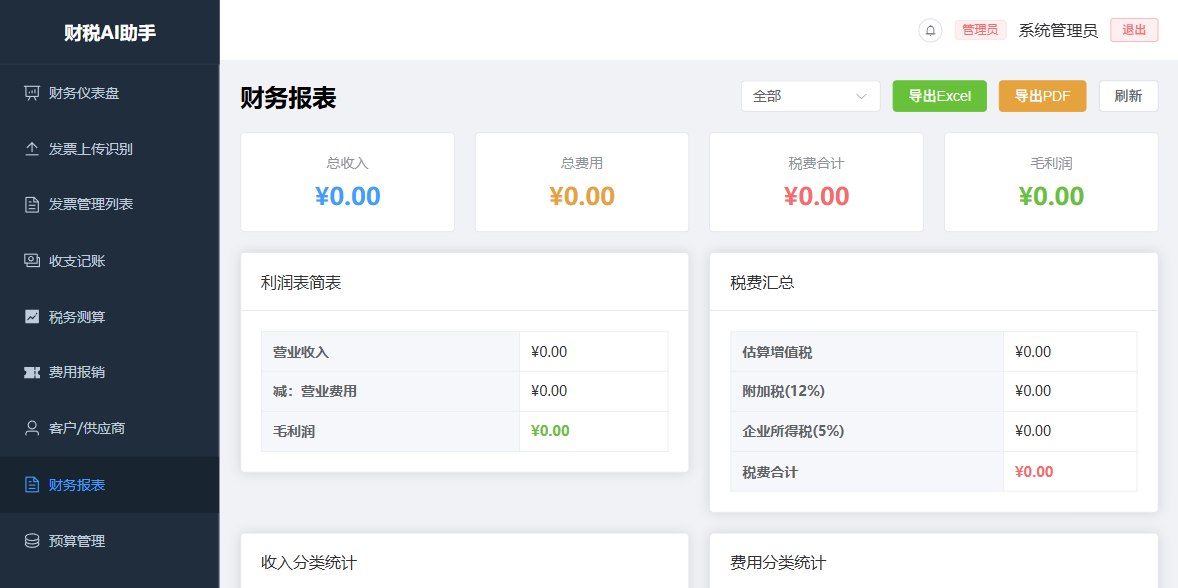 财税AI助手
管理员
系统管理员
退出
财务仪表盘
发票上传识别
发票管理列表
收支记账
税务测算
费用报销
客户/供应商
财务报表
预算管理
财务报表
全部
导出Excel
导出PDF
刷新
总收入
¥0.00
总费用
¥0.00
税费合计
¥0.00
毛利润
¥0.00
利润表简表
营业收入 ¥0.00
减：营业费用 ¥0.00
毛利润 ¥0.00
税费汇总
估算增值税 ¥0.00
附加税(12%) ¥0.00
企业所得税(5%) ¥0.00
税费合计 ¥0.00
收入分类统计
费用分类统计